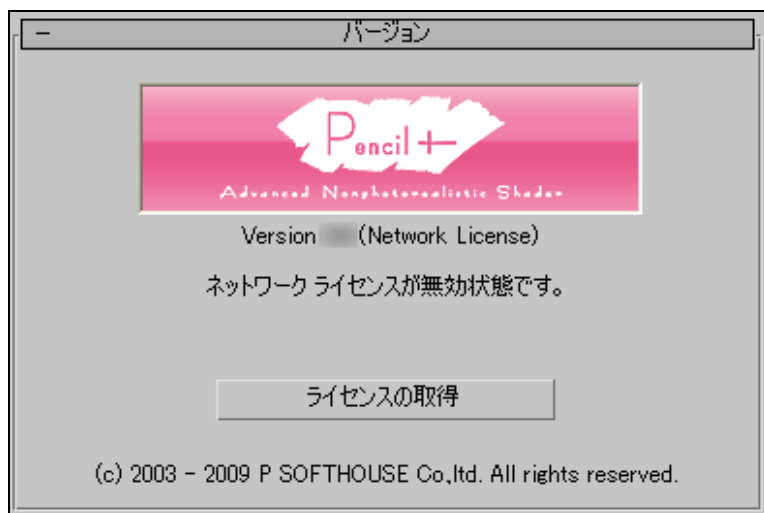 バージョン
Pencil+
Advanced Nonphotorealistic Shader
Version (Network License)
ネットワーク ライセンスが無効状態です。
ライセンスの取得
(c) 2003 - 2009 P SOFTHOUSE Co,ltd. All rights reserved.